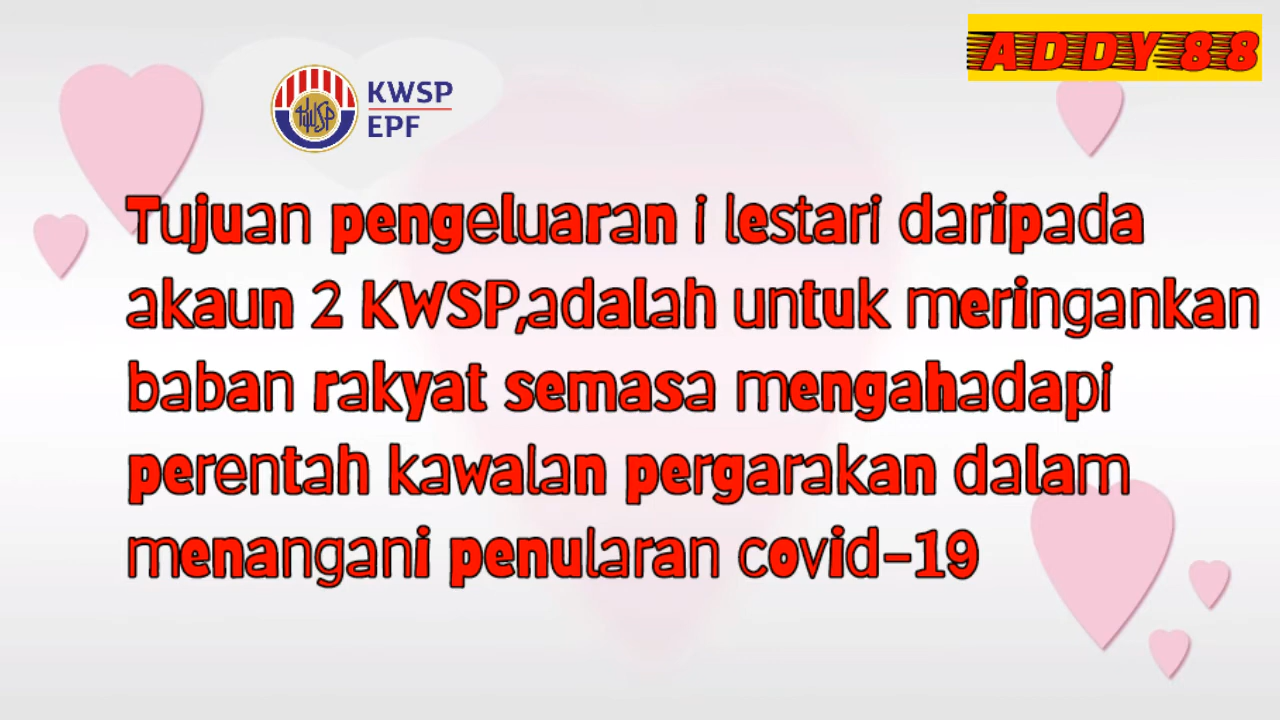 ADDY 88
KWSP
EPF
Tujuan pengeluaran i lestari daripada
akaun 2 KWSP,adalah untuk meringankan
baban rakyat semasa mengahadapi
perentah kawalan pergarakan dalam
menangani penularan covid-19